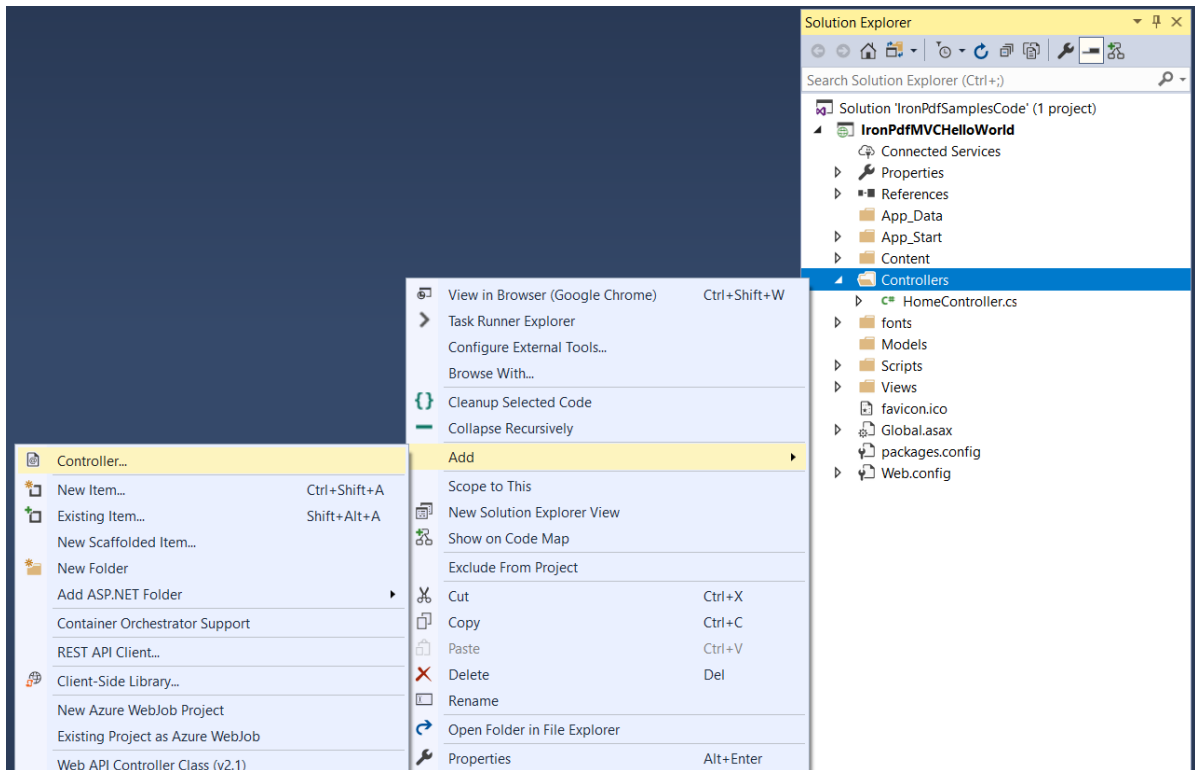 Solution Explorer
Search Solution Explorer (Ctrl+;)
Solution 'IronPdfSamplesCode' (1 project)
IronPdfMVCHelloWorld
Connected Services
Properties
References
App_Data
App_Start
Content
Controllers
C# HomeController.cs
fonts
Models
Scripts
Views
favicon.ico
Global.asax
packages.config
Web.config
View in Browser (Google Chrome) Ctrl+Shift+W
Task Runner Explorer
Configure External Tools...
Browse With...
Cleanup Selected Code
Collapse Recursively
Add
Scope to This
New Solution Explorer View
Show on Code Map
Exclude From Project
Cut Ctrl+X
Copy Ctrl+C
Paste Ctrl+V
Delete Del
Rename
Open Folder in File Explorer
Properties Alt+Enter
Controller...
New Item... Ctrl+Shift+A
Existing Item... Shift+Alt+A
New Scaffolded Item...
New Folder
Add ASP.NET Folder
Container Orchestrator Support
REST API Client...
Client-Side Library...
New Azure WebJob Project
Existing Project as Azure WebJob
Web API Controller Class (v2.1)